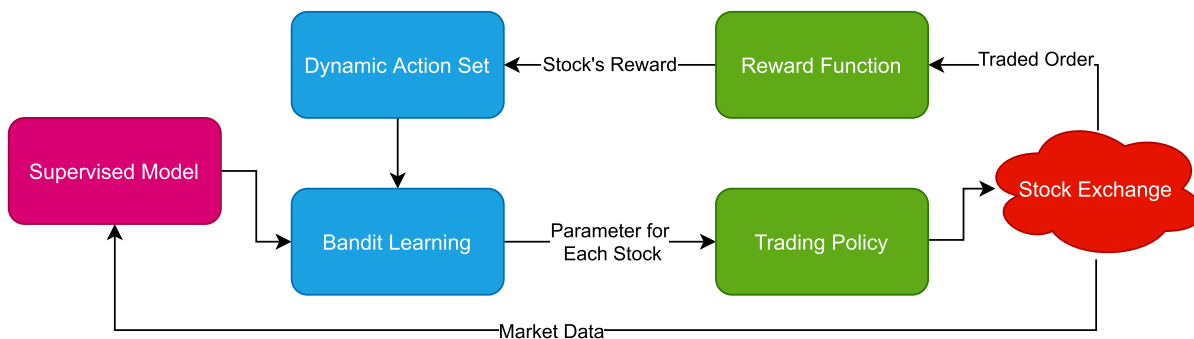 Dynamic Action Set
Stock's Reward
Reward Function
Traded Order
Supervised Model
Stock Exchange
Bandit Learning
Parameter for
Each Stock
Trading Policy
Market Data